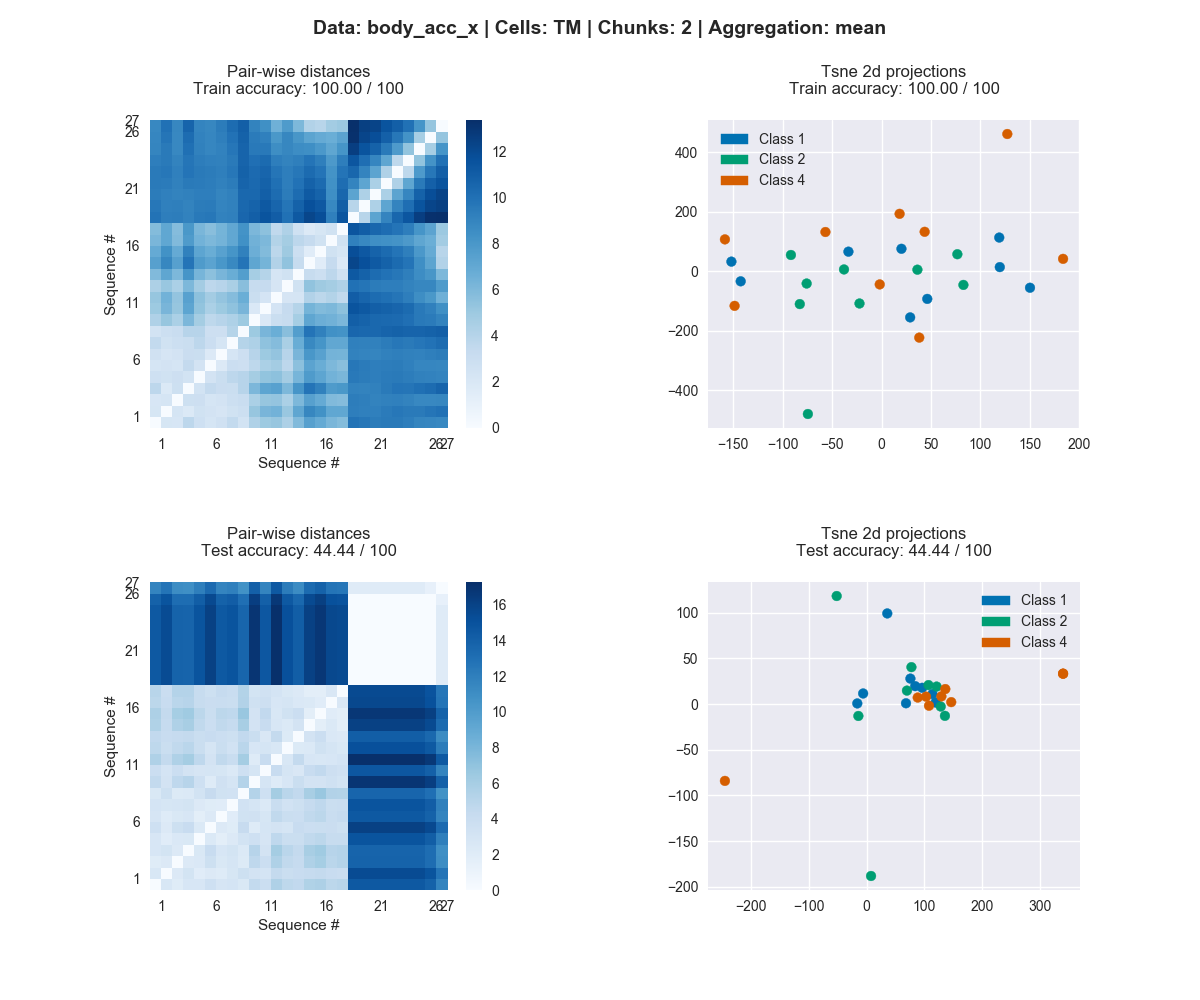 Data: body_acc_x | Cells: TM | Chunks: 2 | Aggregation: mean
Pair-wise distances
Train accuracy: 100.00 / 100
27
26
21
16
11
6
1
Sequence #
1 6 11 16 21 26 27
Sequence #
12
10
8
6
4
2
0
Tsne 2d projections
Train accuracy: 100.00 / 100
Class 1
Class 2
Class 4
400
200
0
−200
−400
−150 −100 −50 0 50 100 150 200
Pair-wise distances
Test accuracy: 44.44 / 100
27
26
21
16
11
6
1
Sequence #
1 6 11 16 21 26 27
Sequence #
16
14
12
10
8
6
4
2
0
Tsne 2d projections
Test accuracy: 44.44 / 100
Class 1
Class 2
Class 4
100
50
0
−50
−100
−150
−200
−200 −100 0 100 200 300